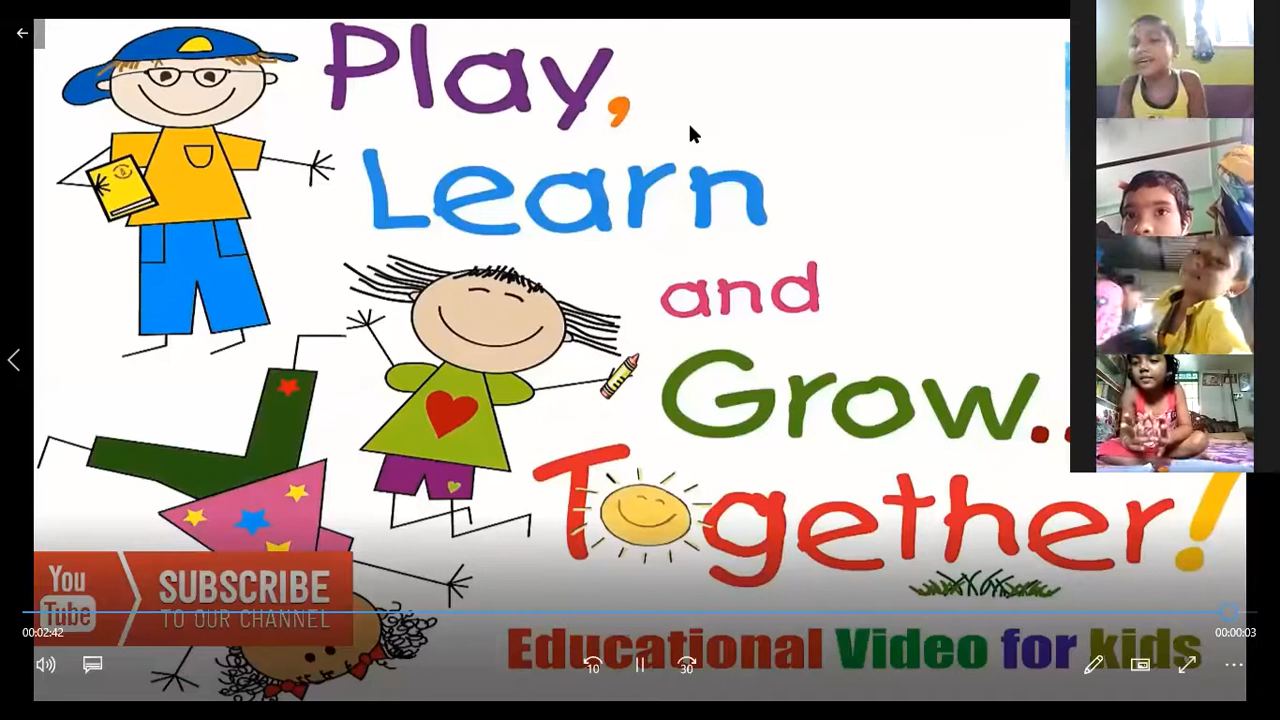 Play,
Learn
and
Grow..
Together!
You
Tube
SUBSCRIBE
TO OUR CHANNEL
Educational Video for kids
00:02:42
00:00:03
10
30